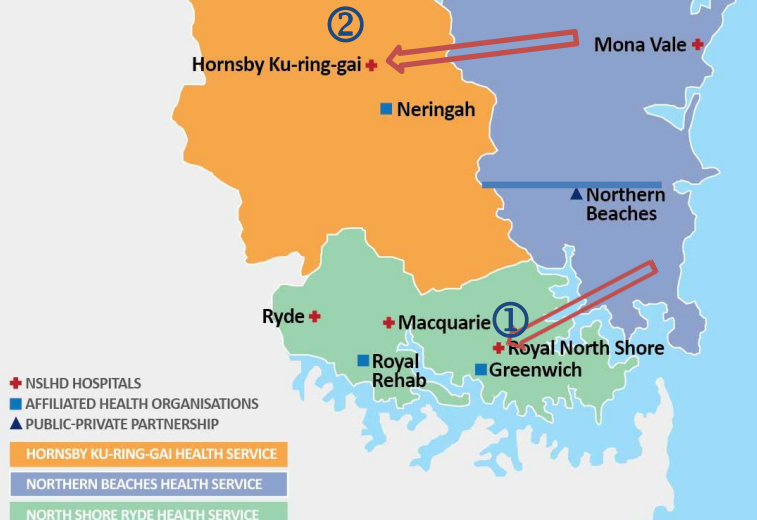 ②
Mona Vale
Hornsby Ku-ring-gai
Neringah
Northern
Beaches
Ryde
Macquarie
①
Royal North Shore
Royal
Rehab
Greenwich
NSLHD HOSPITALS
AFFILIATED HEALTH ORGANISATIONS
PUBLIC-PRIVATE PARTNERSHIP
HORNSBY KU-RING-GAI HEALTH SERVICE
NORTHERN BEACHES HEALTH SERVICE
NORTH SHORE RYDE HEALTH SERVICE